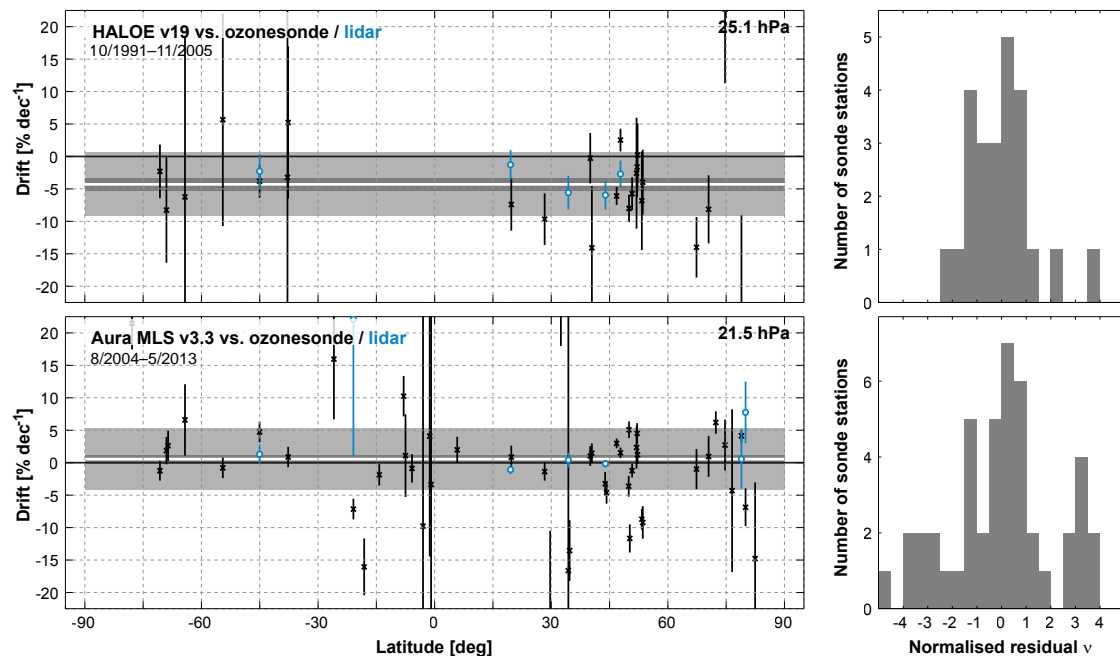 HALOE v19 vs. ozonesonde / lidar
10/1991–11/2005
25.1 hPa
Drift [% dec-1]
20
15
10
5
0
-5
-10
-15
-20
Number of sonde stations
5
4
3
2
1
0
Aura MLS v3.3 vs. ozonesonde / lidar
8/2004–5/2013
21.5 hPa
Drift [% dec-1]
20
15
10
5
0
-5
-10
-15
-20
-90 -60 -30 0 30 60 90
Latitude [deg]
Number of sonde stations
6
4
2
0
-4 -3 -2 -1 0 1 2 3 4
Normalised residual ν